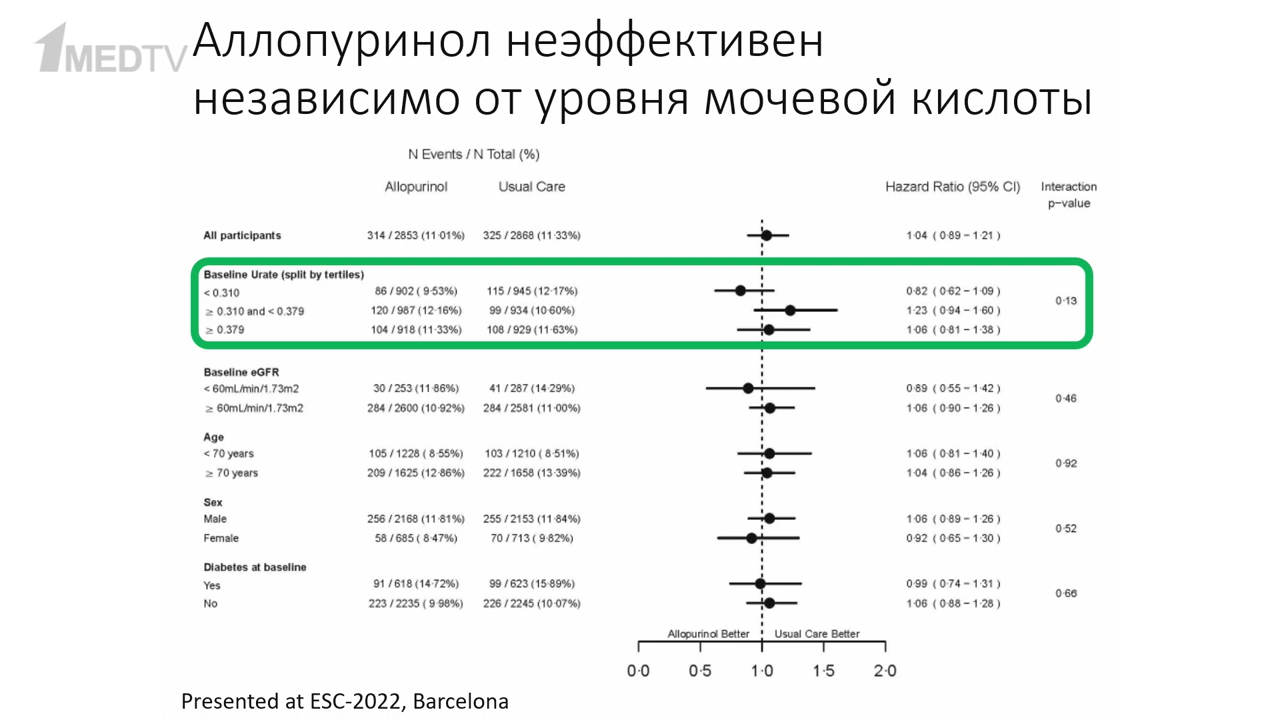 1MEDTV
Аллопуринол неэффективен
независимо от уровня мочевой кислоты
N Events / N Total (%)
Allopurinol Usual Care Hazard Ratio (95% CI) Interaction
p−value
All participants 314 / 2853 (11·01%) 325 / 2868 (11·33%) 1·04 ( 0·89 − 1·21 )
Baseline Urate (split by tertiles)
< 0.310 86 / 902 ( 9·53%) 115 / 945 (12·17%) 0·82 ( 0·62 − 1·09 )
0·13
≥ 0.310 and < 0.379 120 / 987 (12·16%) 99 / 934 (10·60%) 1·23 ( 0·94 − 1·60 )
≥ 0.379 104 / 918 (11·33%) 108 / 929 (11·63%) 1·06 ( 0·81 − 1·38 )
Baseline eGFR
< 60mL/min/1.73m2 30 / 253 (11·86%) 41 / 287 (14·29%) 0·89 ( 0·55 − 1·42 )
0·46
≥ 60mL/min/1.73m2 284 / 2600 (10·92%) 284 / 2581 (11·00%) 1·06 ( 0·90 − 1·26 )
Age
< 70 years 105 / 1228 ( 8·55%) 103 / 1210 ( 8·51%) 1·06 ( 0·81 − 1·40 )
0·92
≥ 70 years 209 / 1625 (12·86%) 222 / 1658 (13·39%) 1·04 ( 0·86 − 1·26 )
Sex
Male 256 / 2168 (11·81%) 255 / 2153 (11·84%) 1·06 ( 0·89 − 1·26 )
0·52
Female 58 / 685 ( 8·47%) 70 / 713 ( 9·82%) 0·92 ( 0·65 − 1·30 )
Diabetes at baseline
Yes 91 / 618 (14·72%) 99 / 623 (15·89%) 0·99 ( 0·74 − 1·31 )
0·66
No 223 / 2235 ( 9·98%) 226 / 2245 (10·07%) 1·06 ( 0·88 − 1·28 )
Allopurinol Better Usual Care Better
0·0 0·5 1·0 1·5 2·0
Presented at ESC-2022, Barcelona